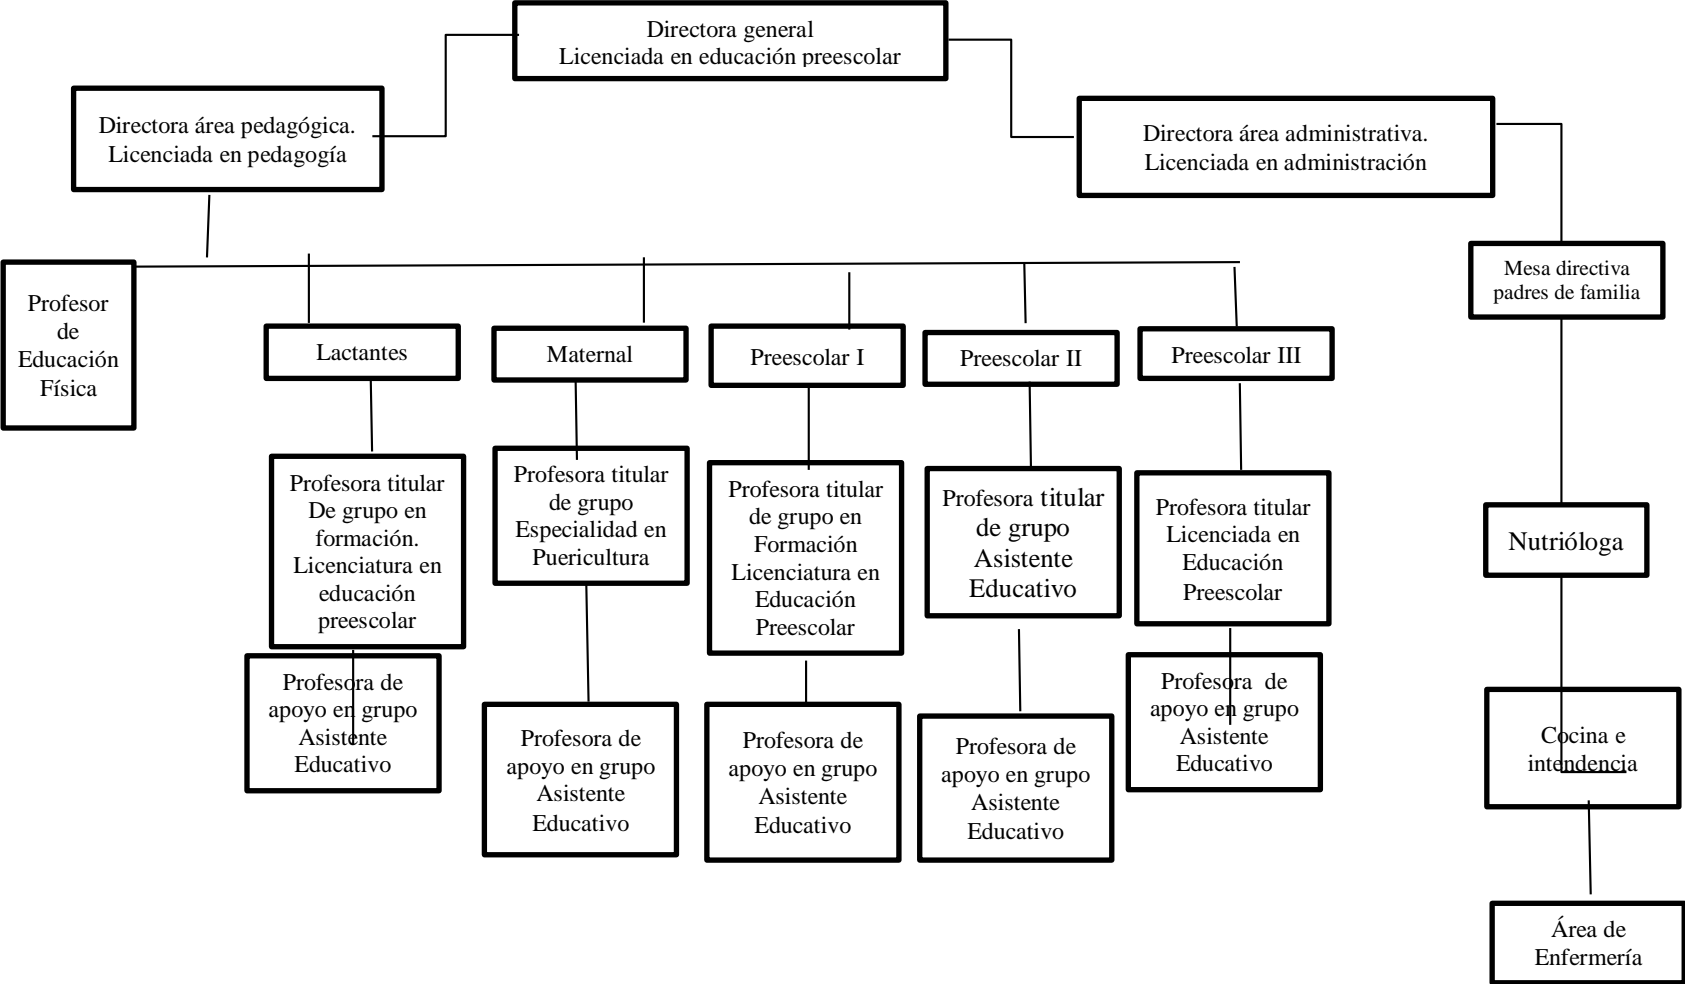 Directora general
Licenciada en educación preescolar
Directora área pedagógica.
Licenciada en pedagogía
Directora área administrativa.
Licenciada en administración
Profesor
de
Educación
Física
Mesa directiva
padres de familia
Lactantes
Maternal
Preescolar I
Preescolar II
Preescolar III
Profesora titular
De grupo en
formación.
Licenciatura en
educación
preescolar
Profesora titular
de grupo
Especialidad en
Puericultura
Profesora titular
de grupo en
Formación
Licenciatura en
Educación
Preescolar
Profesora titular
de grupo
Asistente
Educativo
Profesora titular
Licenciada en
Educación
Preescolar
Nutrióloga
Profesora de
apoyo en grupo
Asistente
Educativo
Profesora de
apoyo en grupo
Asistente
Educativo
Profesora de
apoyo en grupo
Asistente
Educativo
Profesora de
apoyo en grupo
Asistente
Educativo
Profesora de
apoyo en grupo
Asistente
Educativo
Cocina e
intendencia
Área de
Enfermería